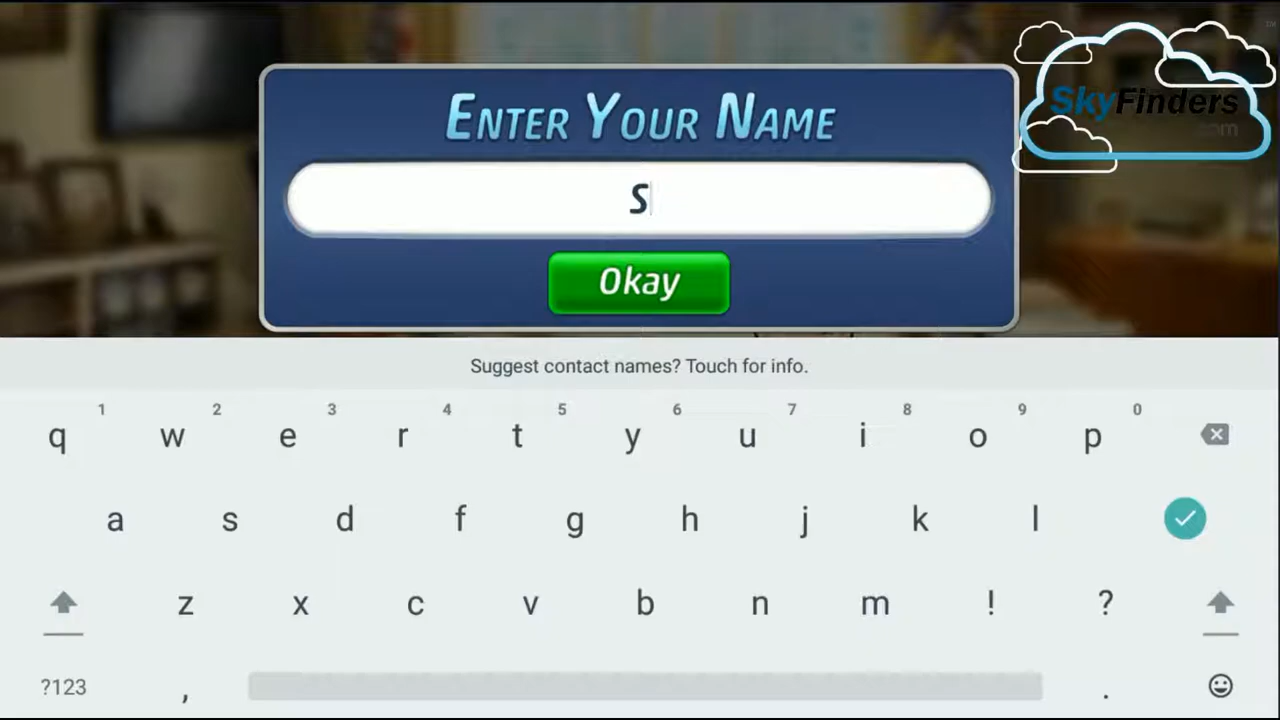 SkyFinders
.com
ENTER YOUR NAME
S
Okay
Suggest contact names? Touch for info.
1 2 3 4 5 6 7 8 9 0
q w e r t y u i o p
a s d f g h j k l
z x c v b n m ! ?
?123 , .